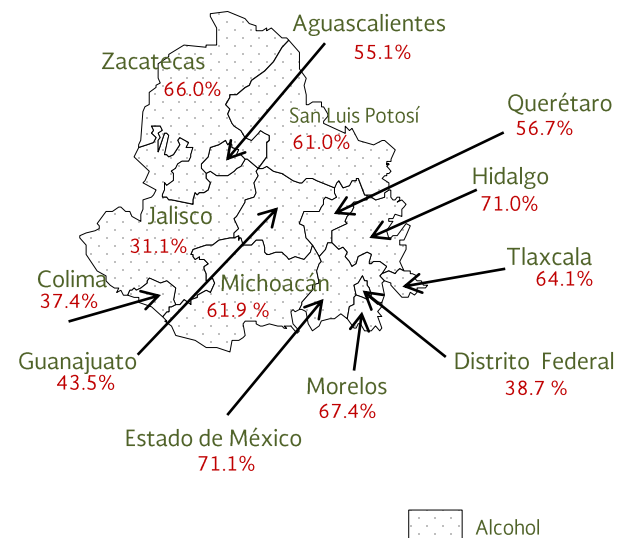 Aguascalientes
55.1%
Zacatecas
66.0%
San Luis Potosí
61.0%
Querétaro
56.7%
Hidalgo
71.0%
Jalisco
31.1%
Tlaxcala
64.1%
Colima
37.4%
Michoacán
61.9 %
Guanajuato
43.5%
Distrito  Federal
38.7 %
Morelos
67.4%
Estado de México
71.1%
Alcohol